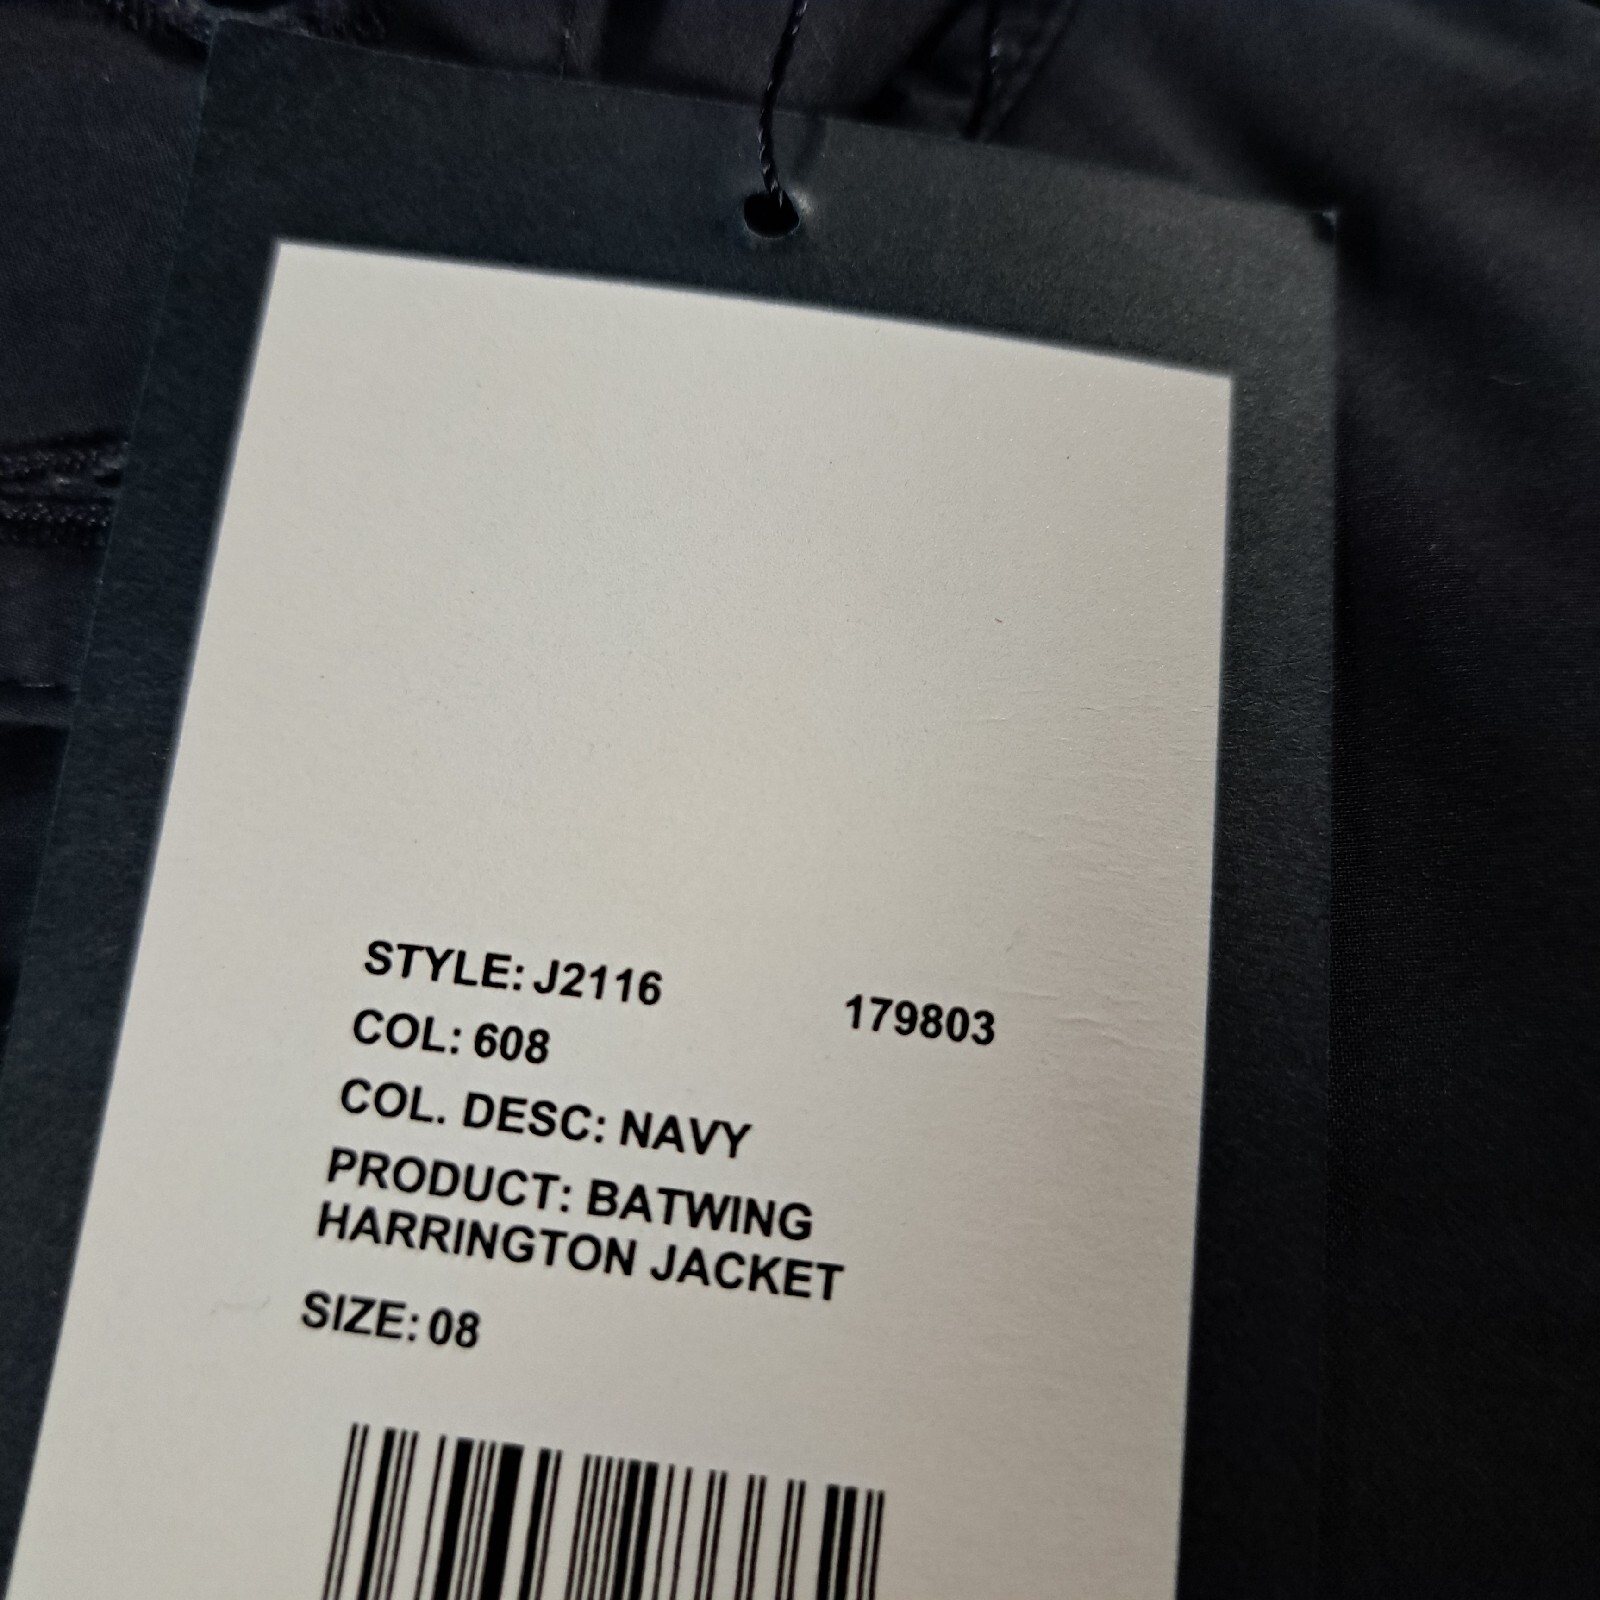 STYLE: J2116 179803
COL: 608
COL. DESC: NAVY
PRODUCT: BATWING
HARRINGTON JACKET
SIZE: 08